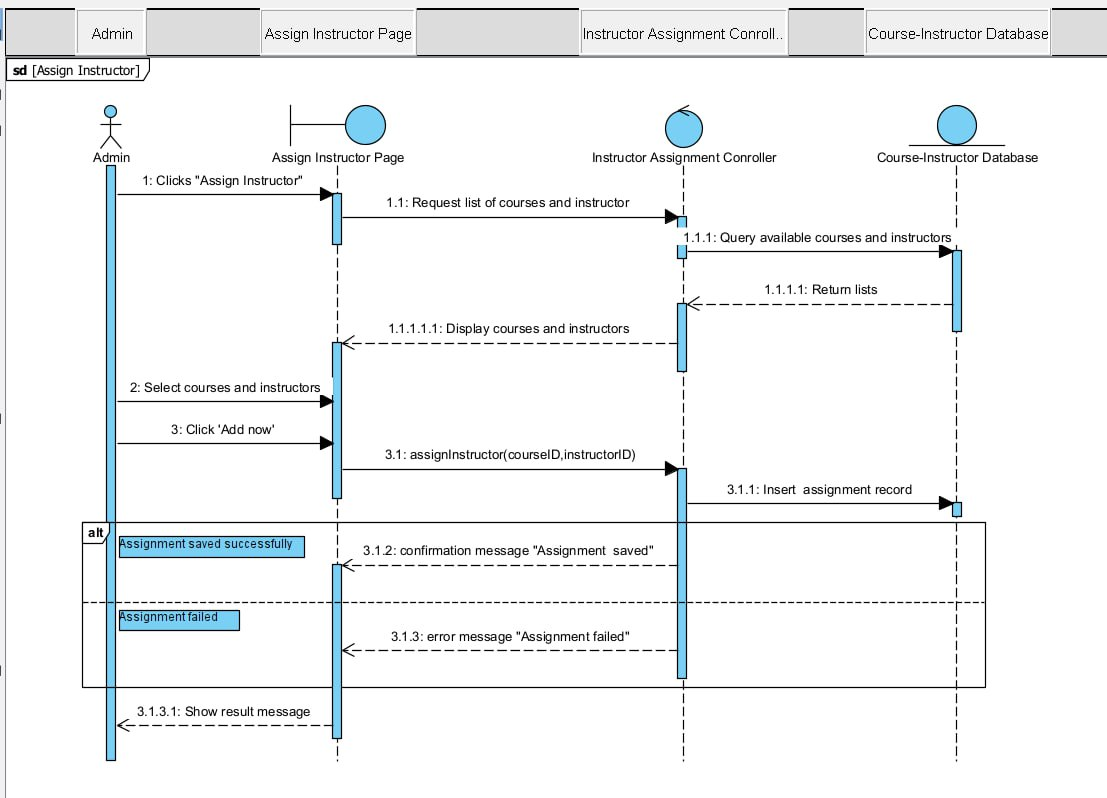 Admin
Assign Instructor Page
Instructor Assignment Conroll..
Course-Instructor Database
sd [Assign Instructor]
Admin
Assign Instructor Page
Instructor Assignment Conroller
Course-Instructor Database
1: Clicks "Assign Instructor"
1.1: Request list of courses and instructor
1.1.1: Query available courses and instructors
1.1.1.1: Return lists
1.1.1.1.1: Display courses and instructors
2: Select courses and instructors
3: Click 'Add now'
3.1: assignInstructor(courseID,instructorID)
3.1.1: Insert  assignment record
alt
Assignment saved successfully
3.1.2: confirmation message "Assignment  saved"
Assignment failed
3.1.3: error message "Assignment failed"
3.1.3.1: Show result message